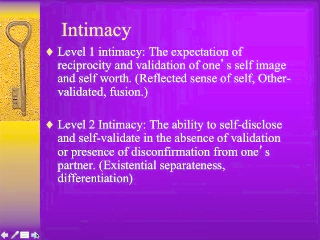 Intimacy
Level 1 intimacy: The expectation of
reciprocity and validation of one’s self image
and self worth. (Reflected sense of self, Other-
validated, fusion.)
Level 2 Intimacy: The ability to self-disclose
and self-validate in the absence of validation
or presence of disconfirmation from one’s
partner. (Existential separateness,
differentiation)